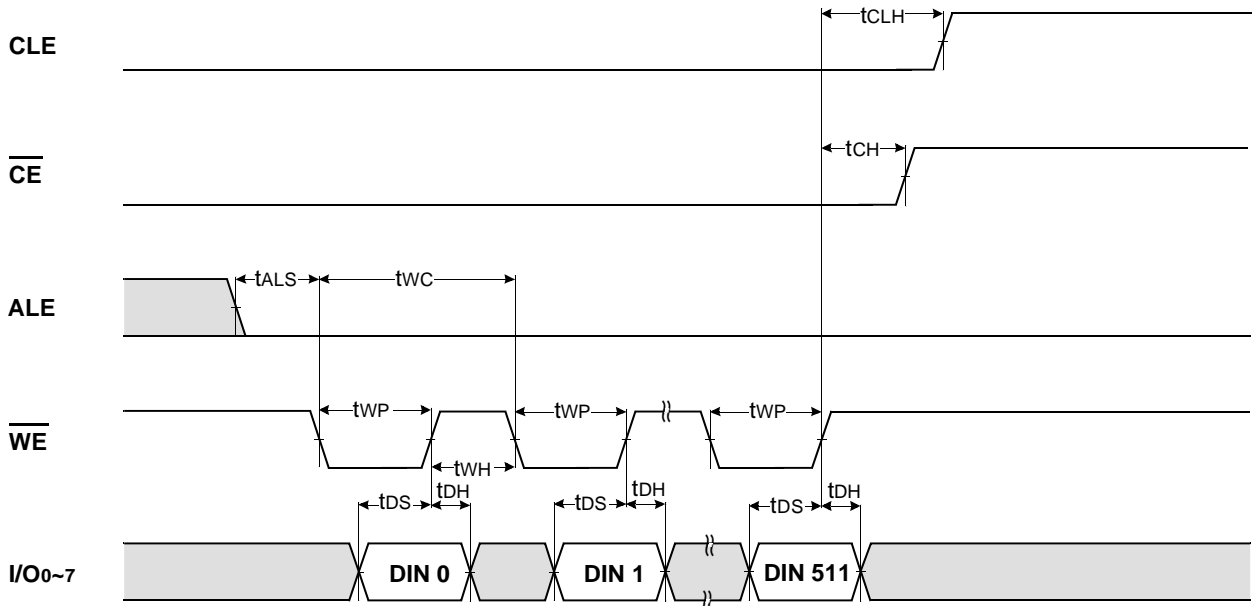 CLE
tCLH
CE
tCH
ALE
tALS
tWC
WE
tWP
tWP
tWP
tWH
tDH
tDH
tDH
tDS
tDS
tDS
I/O0~7
DIN 0
DIN 1
DIN 511